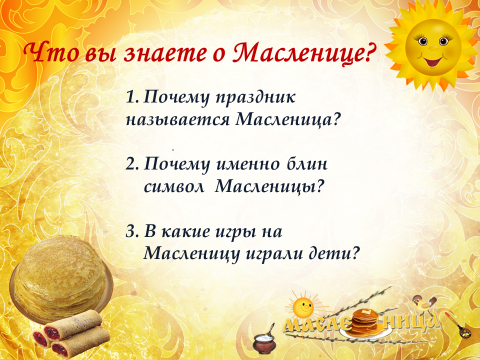 Что вы знаете о Масленице?
1. Почему праздник
называется Масленица?
2. Почему именно блин
символ Масленицы?
3. В какие игры на
Масленицу играли дети?
масленица